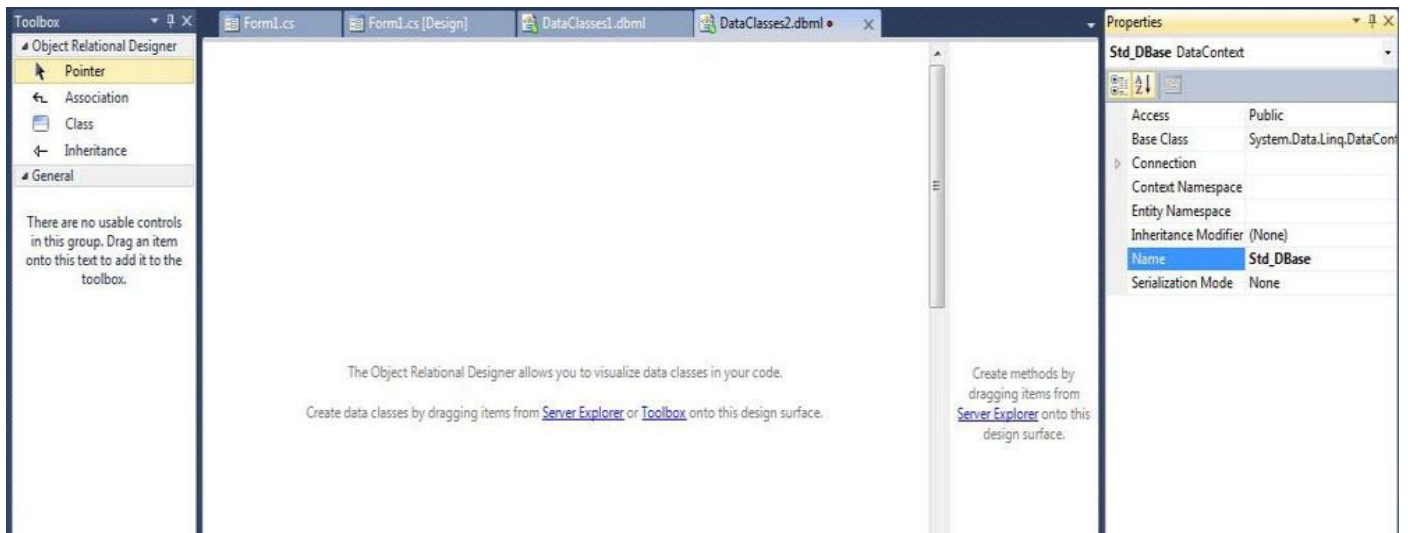 Toolbox
Object Relational Designer
Pointer
Association
Class
Inheritance
General
There are no usable controls
in this group. Drag an item
onto this text to add it to the
toolbox.
Form1.cs
Form1.cs [Design]
DataClasses1.dbml
DataClasses2.dbml
The Object Relational Designer allows you to visualize data classes in your code.
Create data classes by dragging items from Server Explorer or Toolbox onto this design surface.
Create methods by
dragging items from
Server Explorer onto this
design surface.
Properties
Std_DBase DataContext
Access Public
Base Class System.Data.Linq.DataCont
Connection
Context Namespace
Entity Namespace
Inheritance Modifier (None)
Name Std_DBase
Serialization Mode None